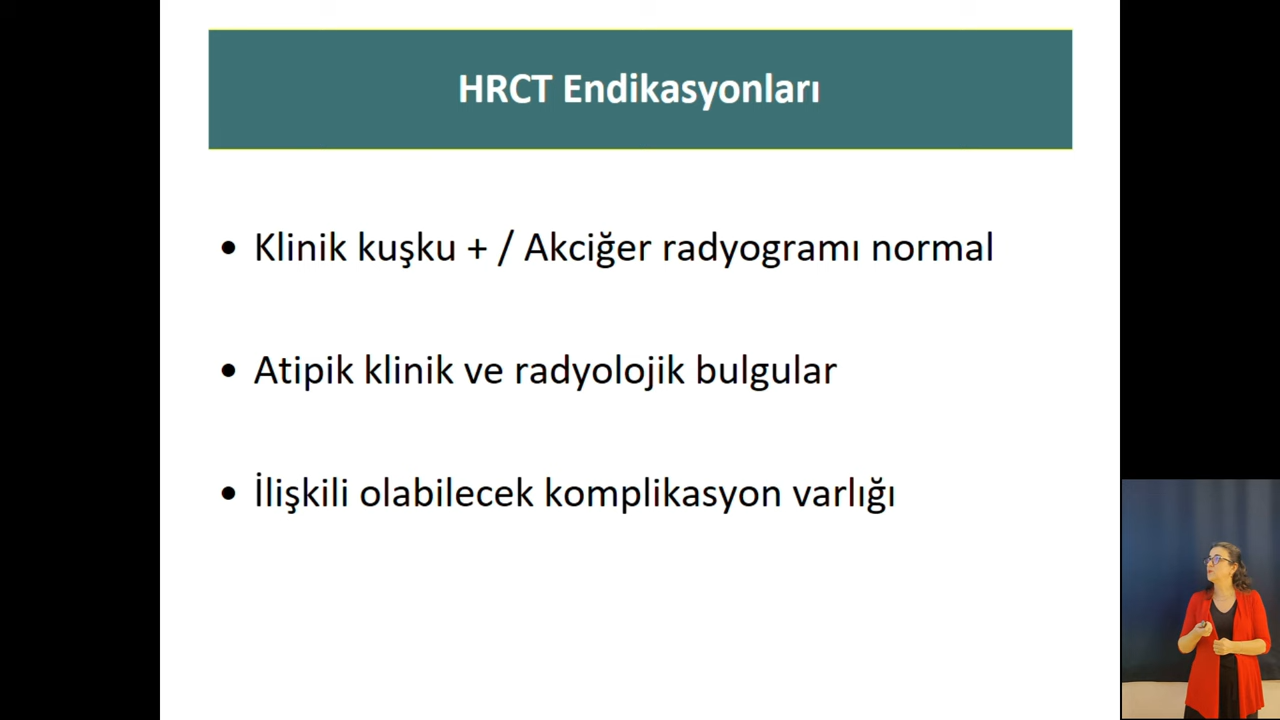 HRCT Endikasyonları
• Klinik kuşku + / Akciğer radyogramı normal
• Atipik klinik ve radyolojik bulgular
• İlişkili olabilecek komplikasyon varlığı